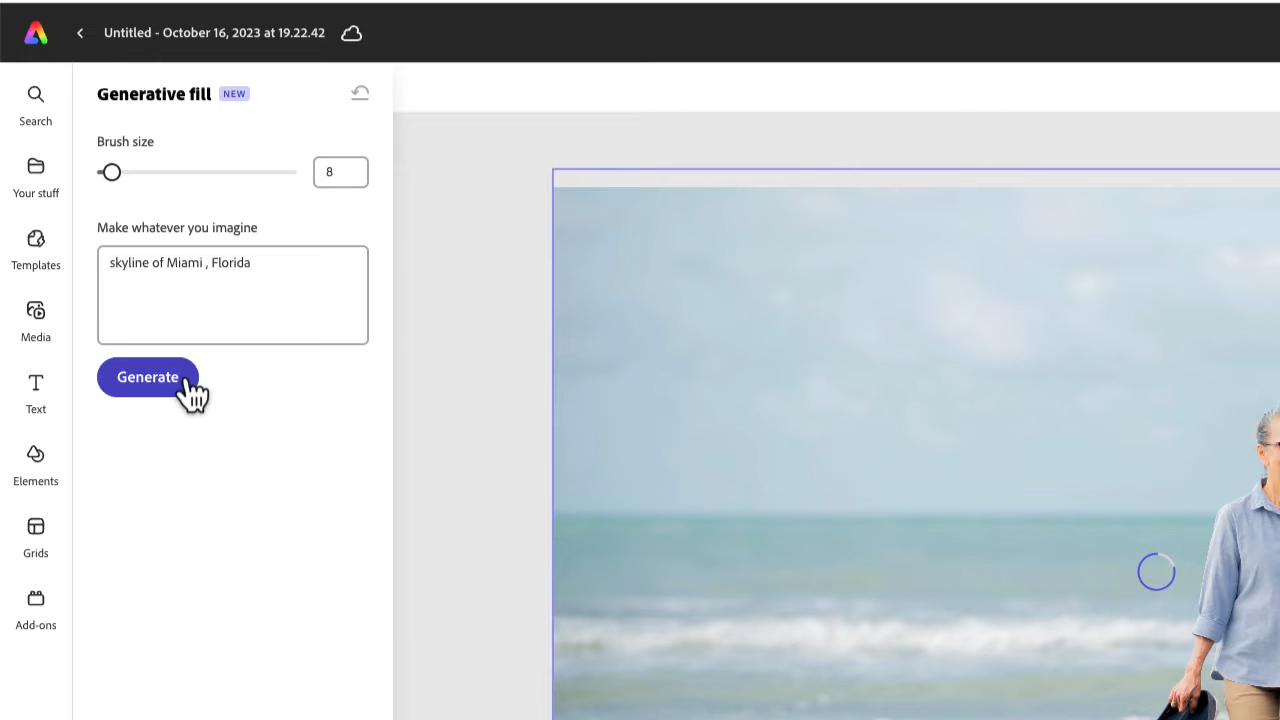 Untitled - October 16, 2023 at 19.22.42
Search
Your stuff
Templates
Media
Text
Elements
Grids
Add-ons
Generative fill NEW
Brush size
8
Make whatever you imagine
skyline of Miami , Florida
Generate